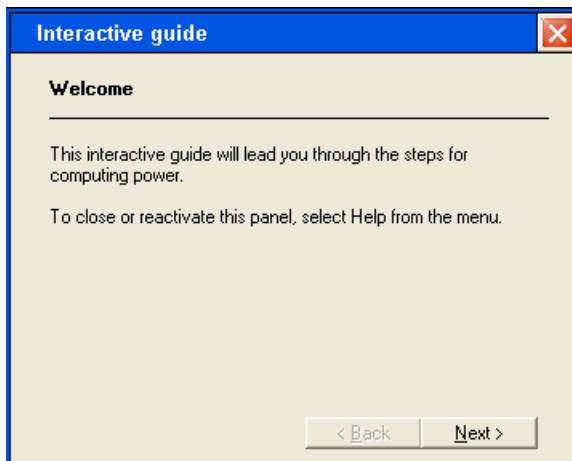 Interactive guide
Welcome
This interactive guide will lead you through the steps for
computing power.
To close or reactivate this panel, select Help from the menu.
< Back
Next >